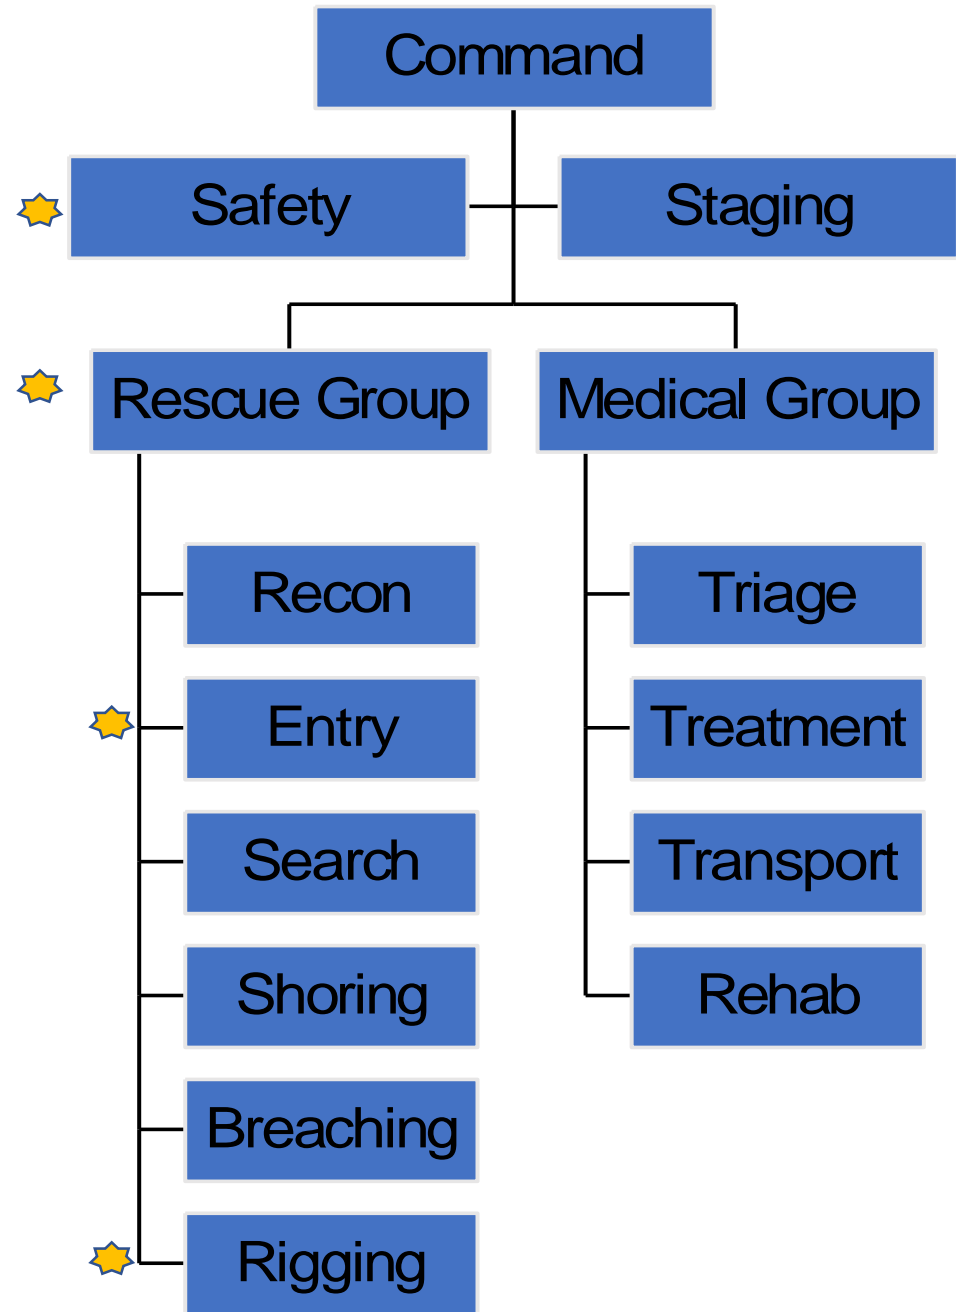 Command
Safety
Staging
Rescue Group
Medical Group
Recon
Entry
Search
Shoring
Breaching
Rigging
Triage
Treatment
Transport
Rehab